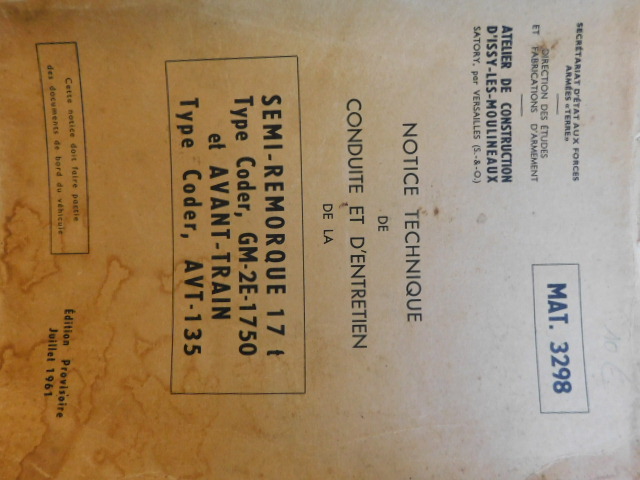 SECRÉTARIAT D'ÉTAT AUX FORCES
ARMÉES «TERRE»
DIRECTION DES ETUDES
ET FABRICATIONS D'ARMEMENT
ATELIER DE CONSTRUCTION
D'ISSY-LES-MOULINEAUX
SATORY, par VERSAILLES (S.-&-O.)
MAT. 3298
NOTICE TECHNIQUE
DE
CONDUITE ET D'ENTRETIEN
DE LA
SEMI-REMORQUE 17 t
Type Coder, GM-2E-1750
et AVANT-TRAIN
Type Coder, AVT-135
Cette notice doit faire partie
des documents de bord du véhicule
Édition Provisoire
Juillet 1961